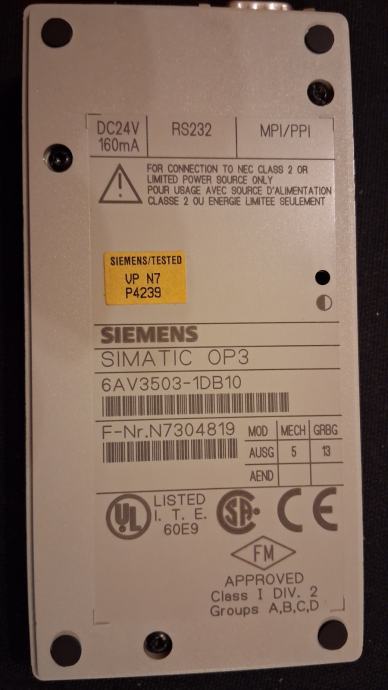 DC24V
160mA
RS232
MPI/PPI
FOR CONNECTION TO NEC CLASS 2 OR
LIMITED POWER SOURCE ONLY
POUR USAGE AVEC SOURCE D'ALIMENTATION
CLASSE 2 OU ENERGIE LIMITEE SEULEMENT
SIEMENS/TESTED
VP N7
P4239
SIEMENS
SIMATIC OP3
6AV3503-1DB10
F-Nr.N7304819
MOD MECH GRBG
AUSG 5 13
AEND
UL
LISTED
I. T. E.
60E9
SA
CE
FM
APPROVED
Class I DIV. 2
Groups A,B,C,D